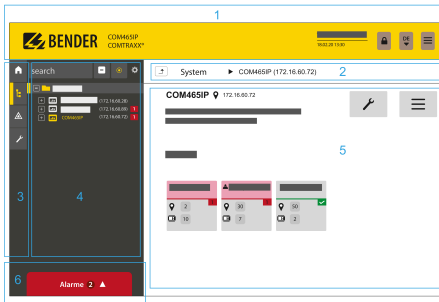 1
BENDER
COM465IP
COMTRAXX®
10.02.20 13:00
DE
search
System ▶ COM465IP (172.16.60.72)
2
(172.16.60.28)
(172.16.60.89) 1
COM465IP (172.16.60.72) 1
COM465IP 172.16.60.72
5
3
4
2
30
50
10
7
2
6
Alarme 2